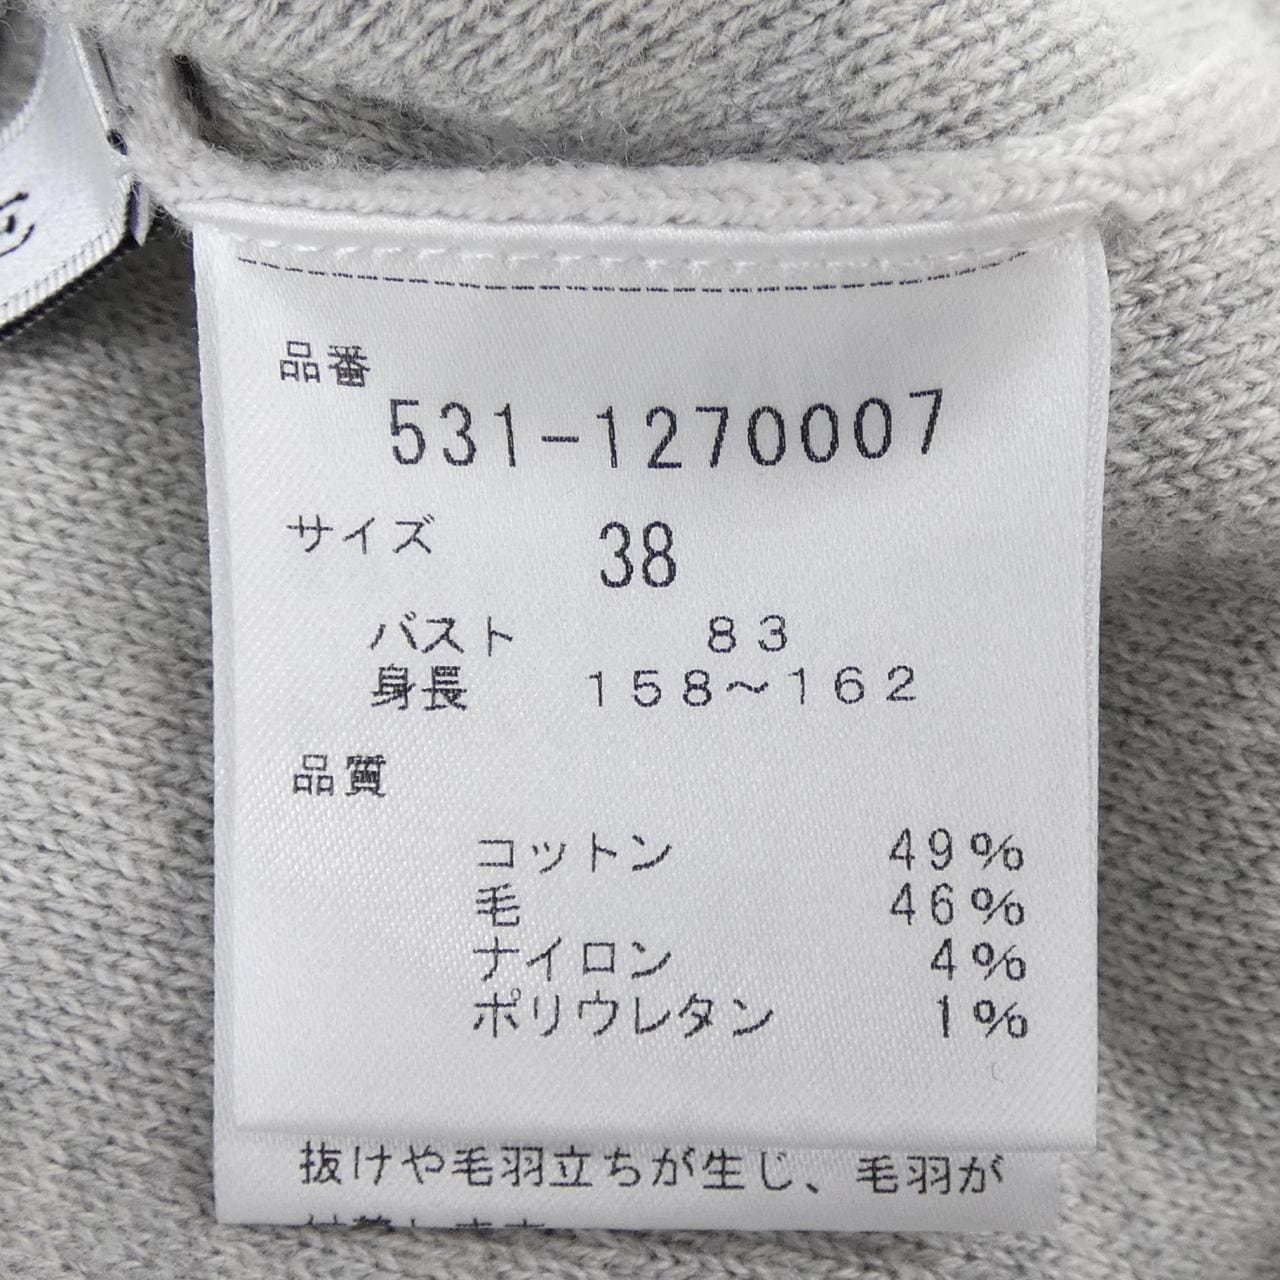 品番
531-1270007
サイズ 38
バスト 83
身長 158～162
品質
コットン 49%
毛 46%
ナイロン 4%
ポリウレタン 1%
抜けや毛羽立ちが生じ、毛羽が